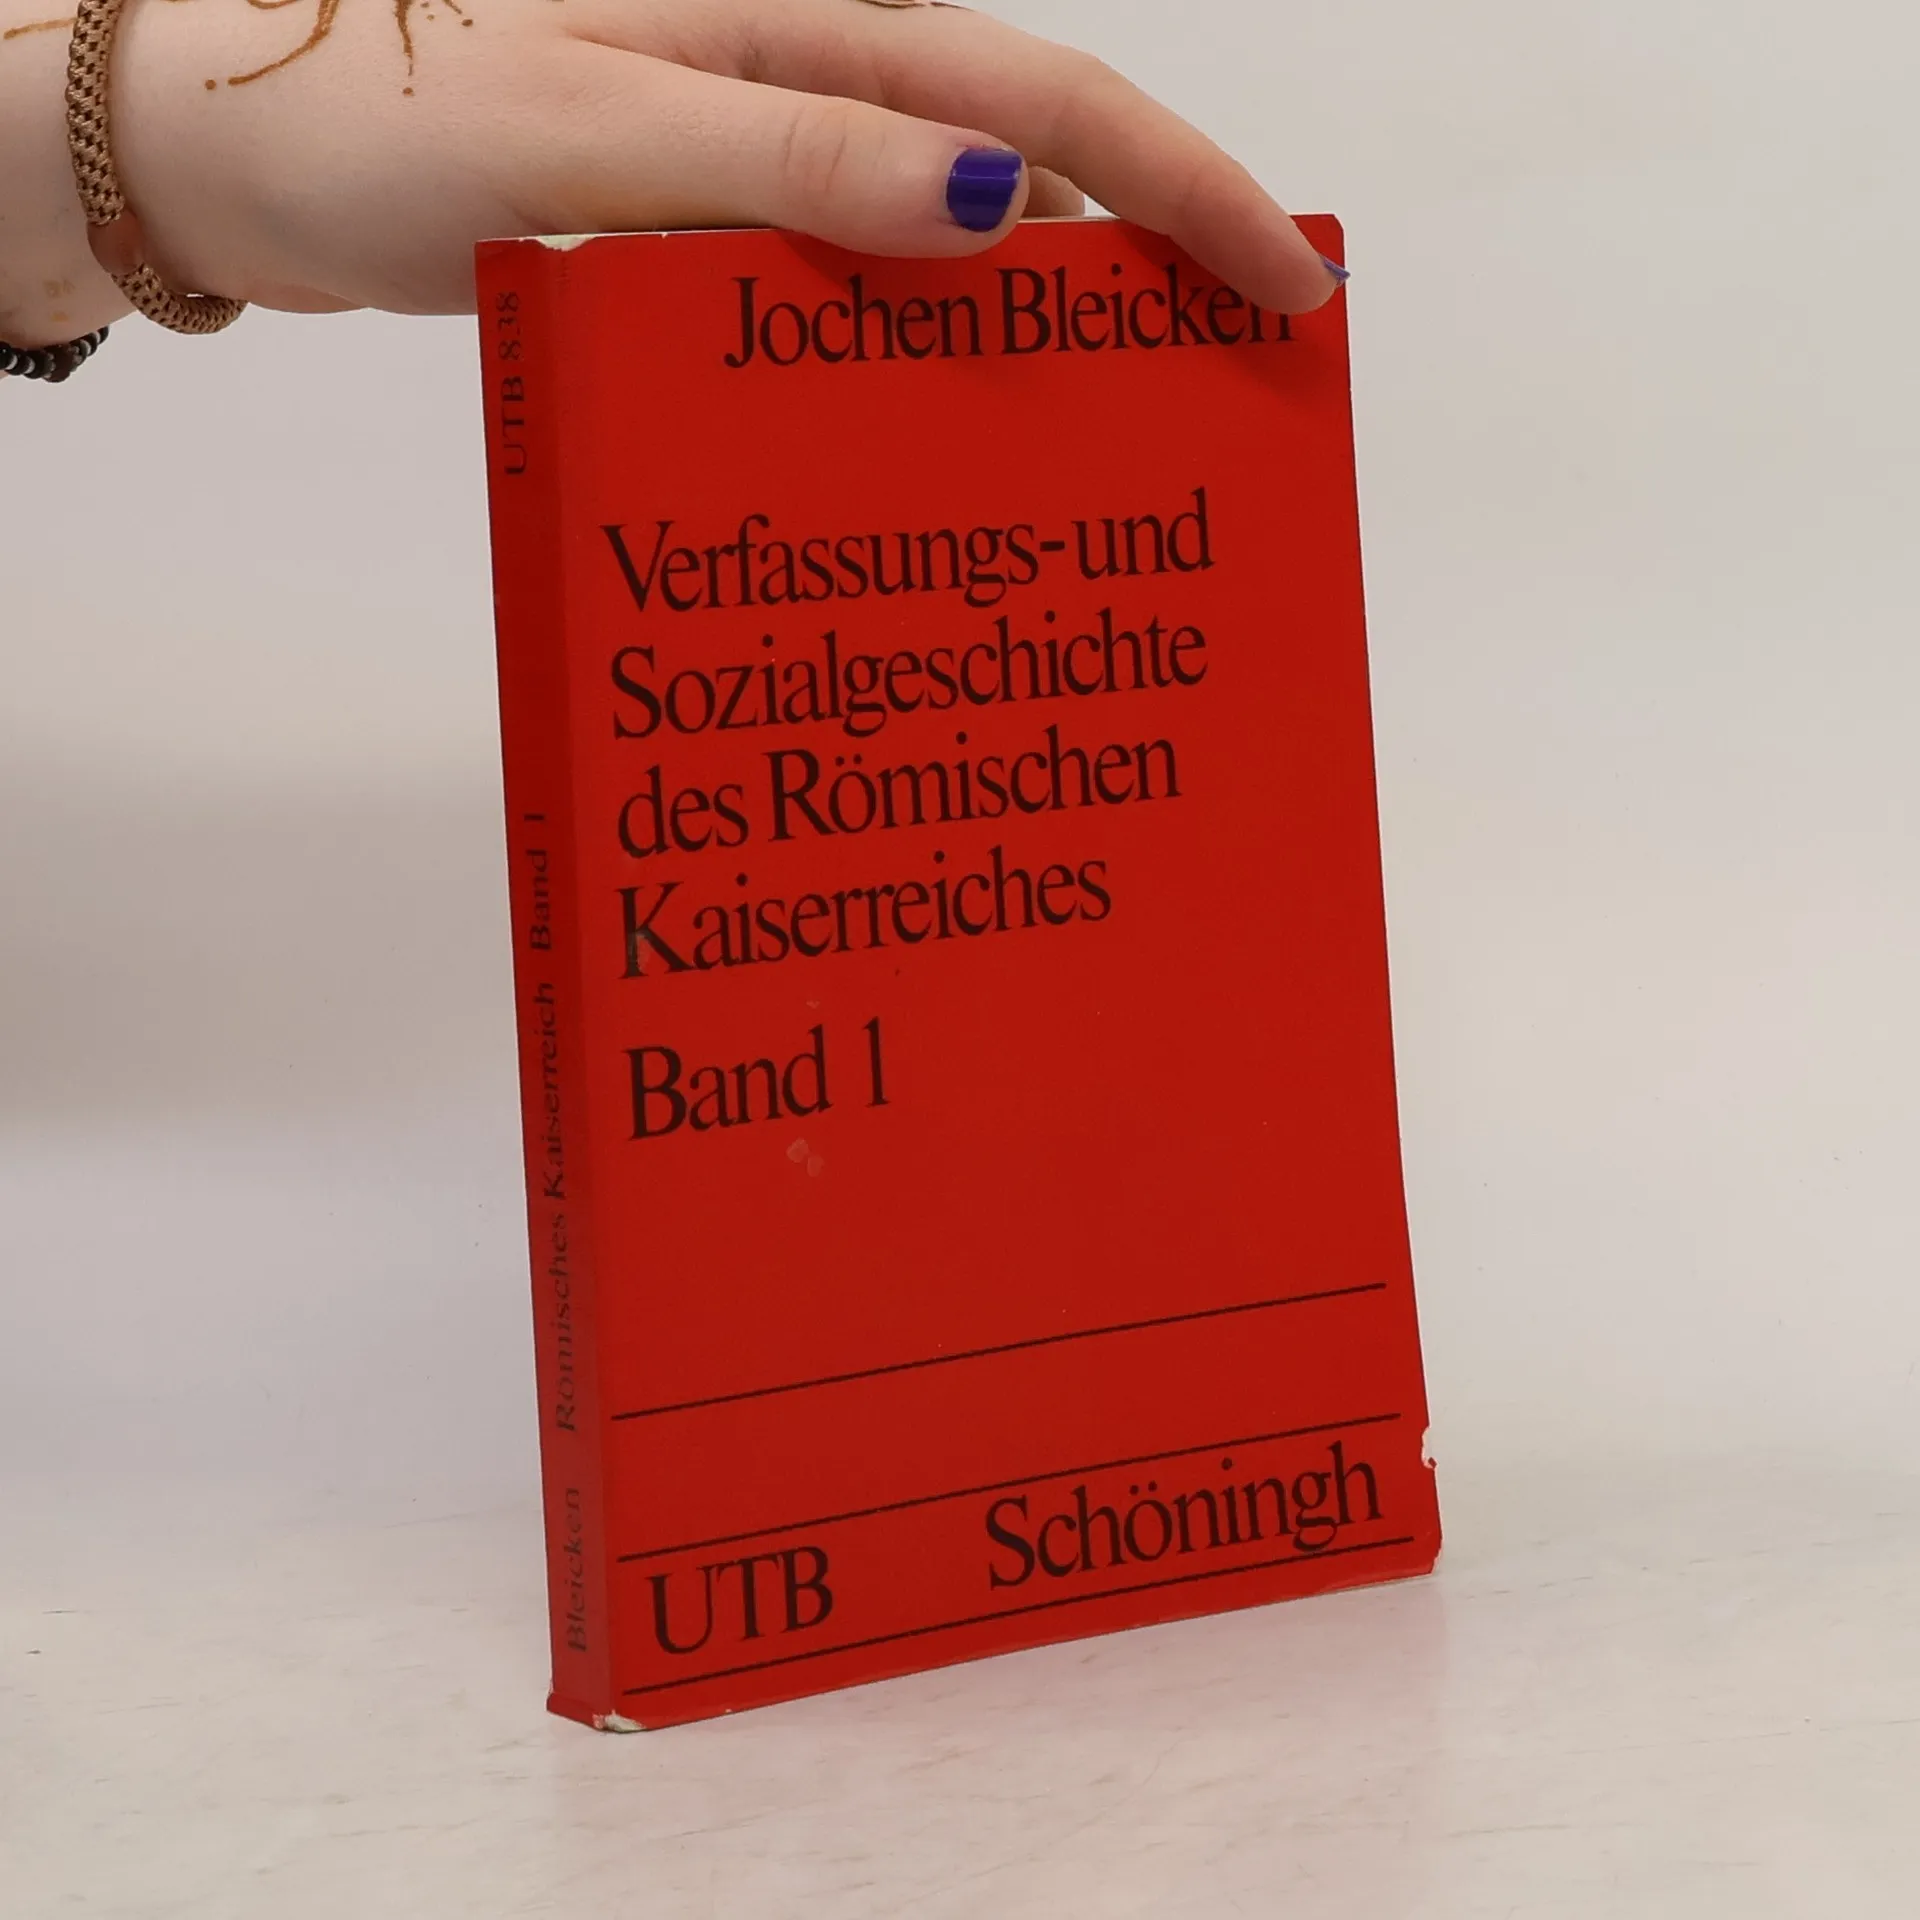 Jochen Bleicken
Verfassungs- und
Sozialgeschichte
des Römischen
Kaiserreiches
Band 1
UTB Schöningh
Bleicken Römisches Kaiserreich Band 1 UTB 838